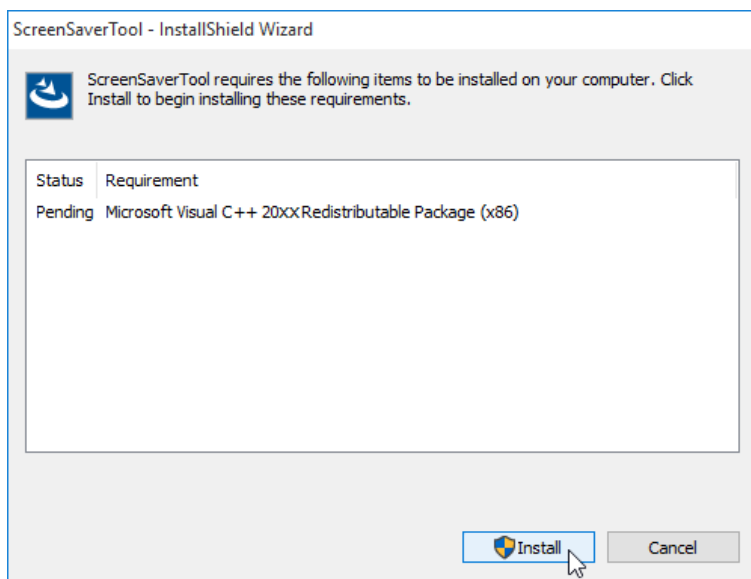 ScreenSaverTool - InstallShield Wizard
ScreenSaverTool requires the following items to be installed on your computer. Click
Install to begin installing these requirements.
Status Requirement
Pending Microsoft Visual C++ 20XX Redistributable Package (x86)
Install Cancel